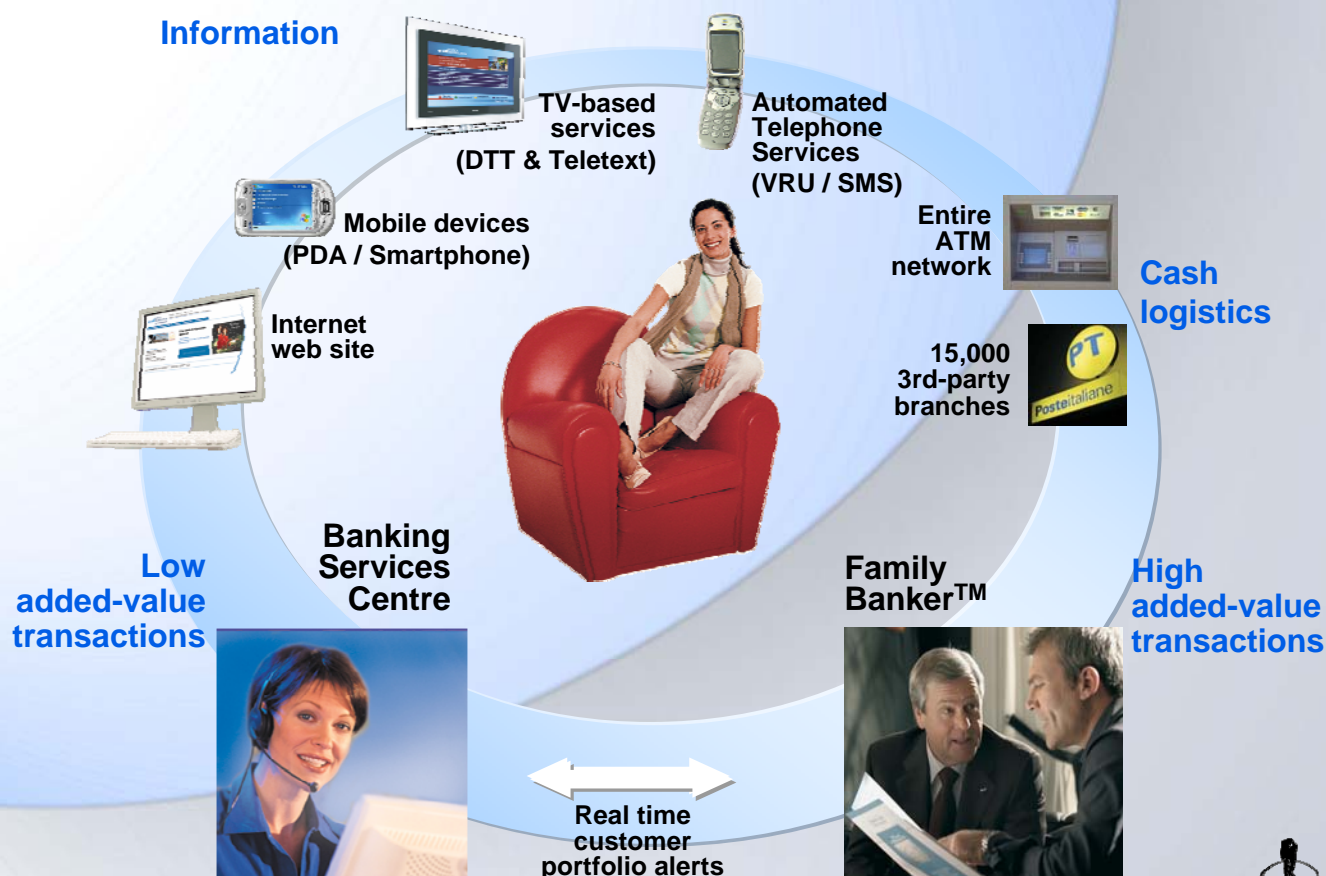 Information
TV-based
services
(DTT & Teletext)
Automated
Telephone
Services
(VRU / SMS)
Mobile devices
(PDA / Smartphone)
Entire
ATM
network
Cash
logistics
Internet
web site
15,000
3rd-party
branches
PT
Posteitaliane
Low
added-value
transactions
Banking
Services
Centre
Family
Banker™
High
added-value
transactions
Real time
customer
portfolio alerts